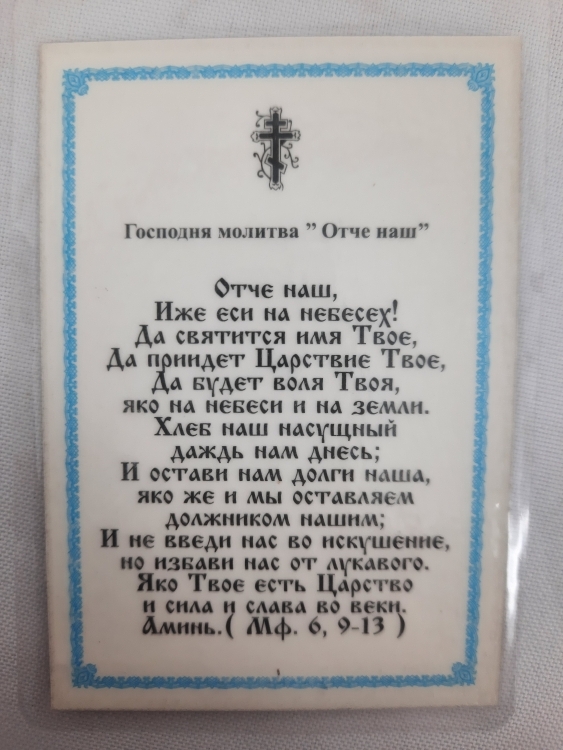 Господня молитва ” Отче наш”
Отче наш,
Иже еси на небесех!
Да святится имя Твое,
Да приидет Царствие Твое,
Да будет воля Твоя,
яко на небеси и на земли.
Хлеб наш насущный
даждь нам днесь;
И остави нам долги наша,
яко же и мы оставляем
должником нашим;
И не введи нас во искушение,
но избави нас от лукавого.
Яко Твое есть Царство
и сила и слава во веки.
Аминь.( Мф. 6, 9-13 )